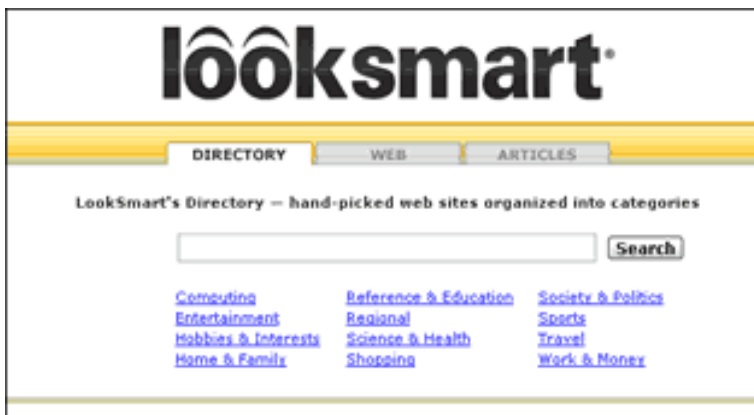 lôôksmart®
DIRECTORY WEB ARTICLES
LookSmart's Directory — hand-picked web sites organized into categories
Search
Computing Reference & Education Society & Politics
Entertainment Regional Sports
Hobbies & Interests Science & Health Travel
Home & Family Shopping Work & Money